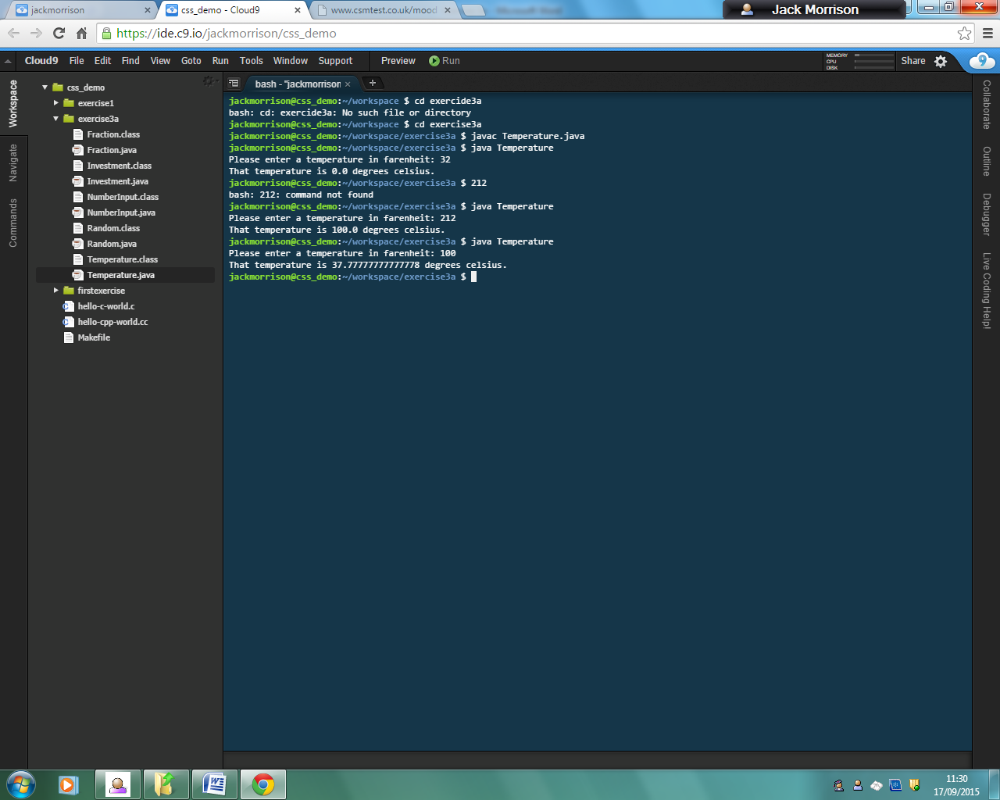 jackmorrison
css_demo - Cloud9
www.csmtest.co.uk/mood
Microsoft Word
Jack Morrison
https://ide.c9.io/jackmorrison/css_demo
Cloud9 File Edit Find View Goto Run Tools Window Support Preview Run
MEMORY
CPU
DISK
Share
9
Workspace
Navigate
Commands
css_demo
exercise1
exercise3a
Fraction.class
Fraction.java
Investment.class
Investment.java
NumberInput.class
NumberInput.java
Random.class
Random.java
Temperature.class
Temperature.java
firstexercise
hello-c-world.c
hello-cpp-world.cc
Makefile
bash - "jackmorrison
jackmorrison@css_demo:~/workspace $ cd exercide3a
bash: cd: exercide3a: No such file or directory
jackmorrison@css_demo:~/workspace $ cd exercise3a
jackmorrison@css_demo:~/workspace/exercise3a $ javac Temperature.java
jackmorrison@css_demo:~/workspace/exercise3a $ java Temperature
Please enter a temperature in farenheit: 32
That temperature is 0.0 degrees celsius.
jackmorrison@css_demo:~/workspace/exercise3a $ 212
bash: 212: command not found
jackmorrison@css_demo:~/workspace/exercise3a $ java Temperature
Please enter a temperature in farenheit: 212
That temperature is 100.0 degrees celsius.
jackmorrison@css_demo:~/workspace/exercise3a $ java Temperature
Please enter a temperature in farenheit: 100
That temperature is 37.77777777777778 degrees celsius.
jackmorrison@css_demo:~/workspace/exercise3a $
Collaborate
Outline
Debugger
Live Coding Help!
11:30
17/09/2015